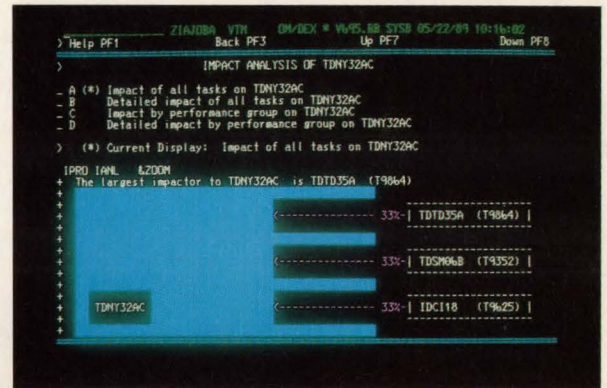 ZIAJOBA VTM OM/DEX * V695.BB SYSB 05/22/89 10:16:02
> Help PF1 Back PF3 Up PF7 Down PF8
> IMPACT ANALYSIS OF TDNY32AC
_ A (*) Impact of all tasks on TDNY32AC
_ B Detailed impact of all tasks on TDNY32AC
_ C Impact by performance group on TDNY32AC
_ D Detailed impact by performance group on TDNY32AC
> (*) Current Display: Impact of all tasks on TDNY32AC
IPRO IANL &ZOOM
+ The largest impactor to TDNY32AC is TDTD35A (T9864)
+
+
+ <--------------- 33%-| TDTD35A (T9864) |
+
+
+
+ <--------------- 33%-| TDSM06B (T9352) |
+
+
+
+ TDNY32AC <--------------- 33%-| IDCI18 (T9625) |
+
+